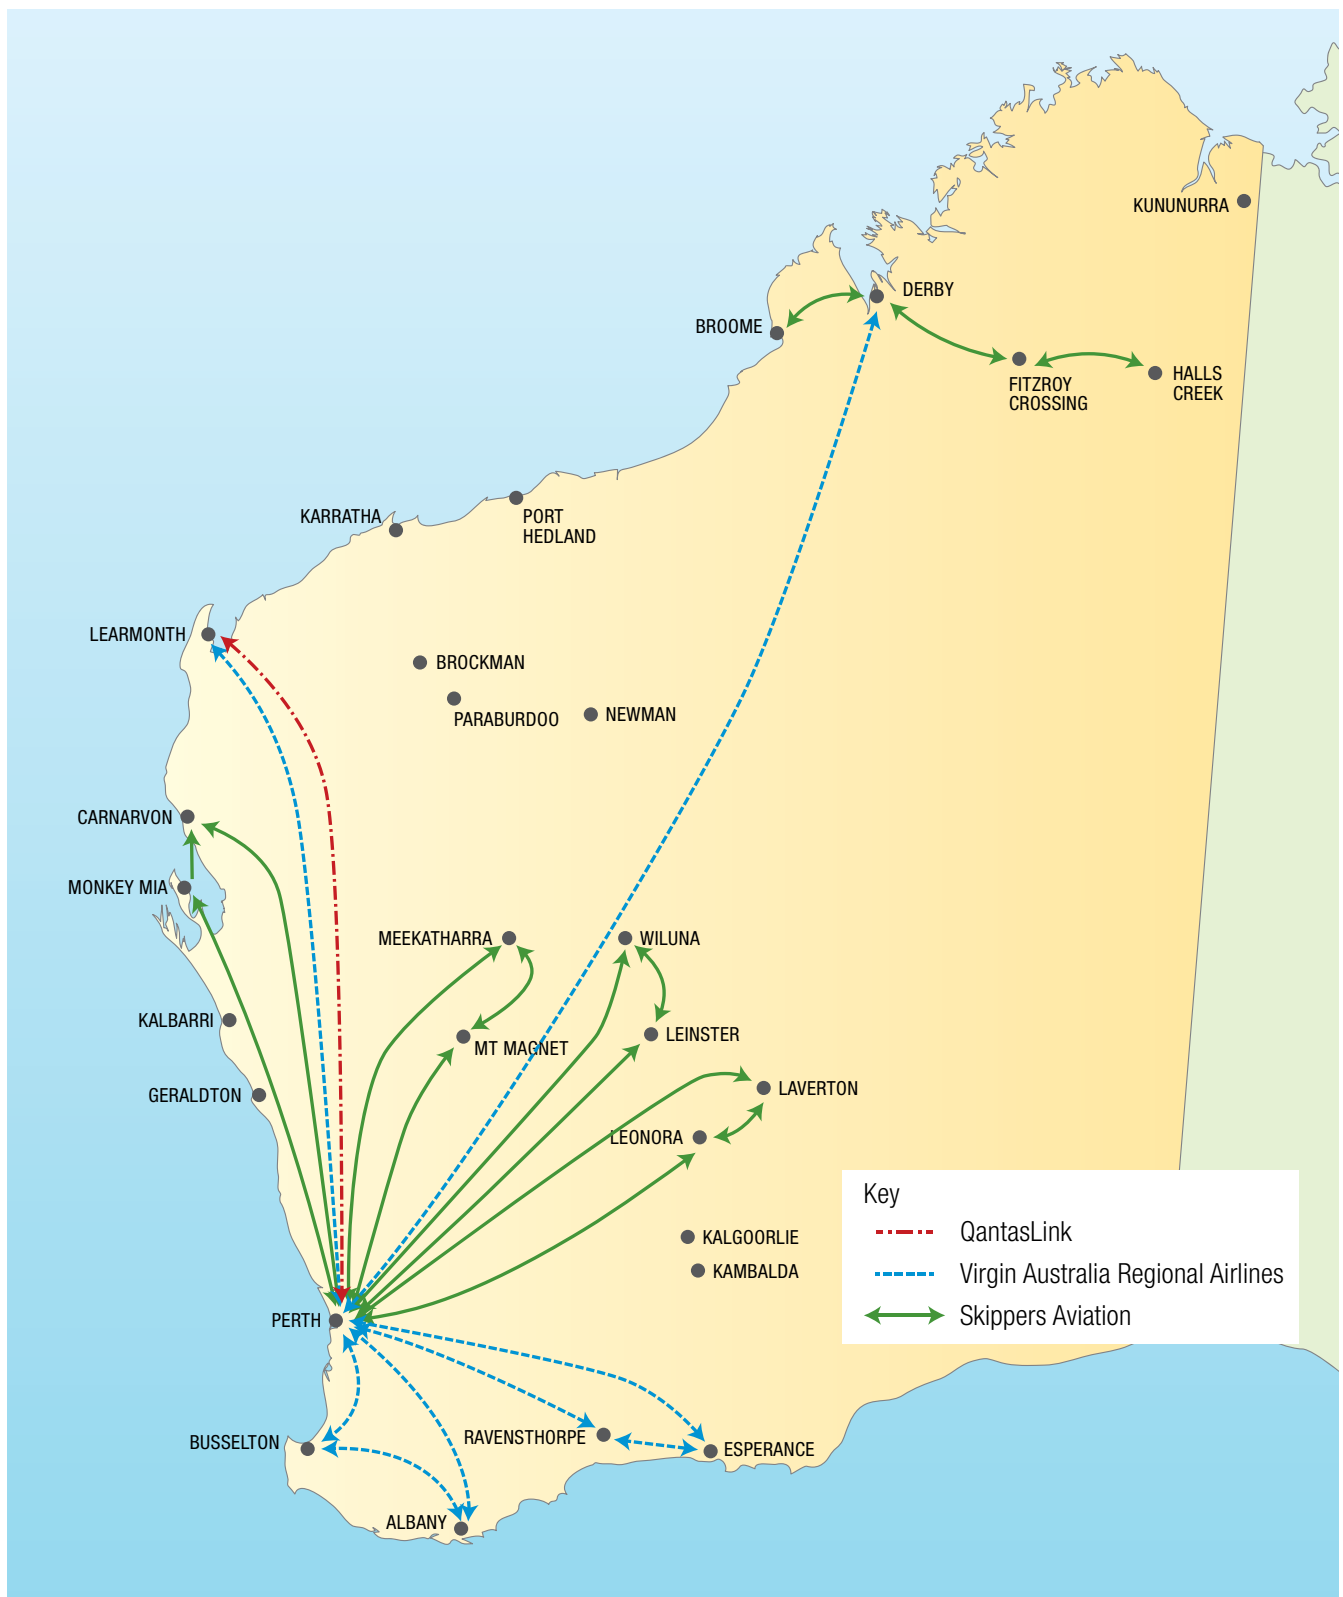 KUNUNURRA
DERBY
BROOME
FITZROY
CROSSING
HALLS
CREEK
KARRATHA
PORT
HEDLAND
LEARMONTH
BROCKMAN
PARABURDOO
NEWMAN
CARNARVON
MONKEY MIA
MEEKATHARRA
WILUNA
KALBARRI
MT MAGNET
LEINSTER
GERALDTON
LAVERTON
LEONORA
KALGOORLIE
KAMBALDA
PERTH
BUSSELTON
RAVENSTHORPE
ESPERANCE
ALBANY
Key
QantasLink
Virgin Australia Regional Airlines
Skippers Aviation